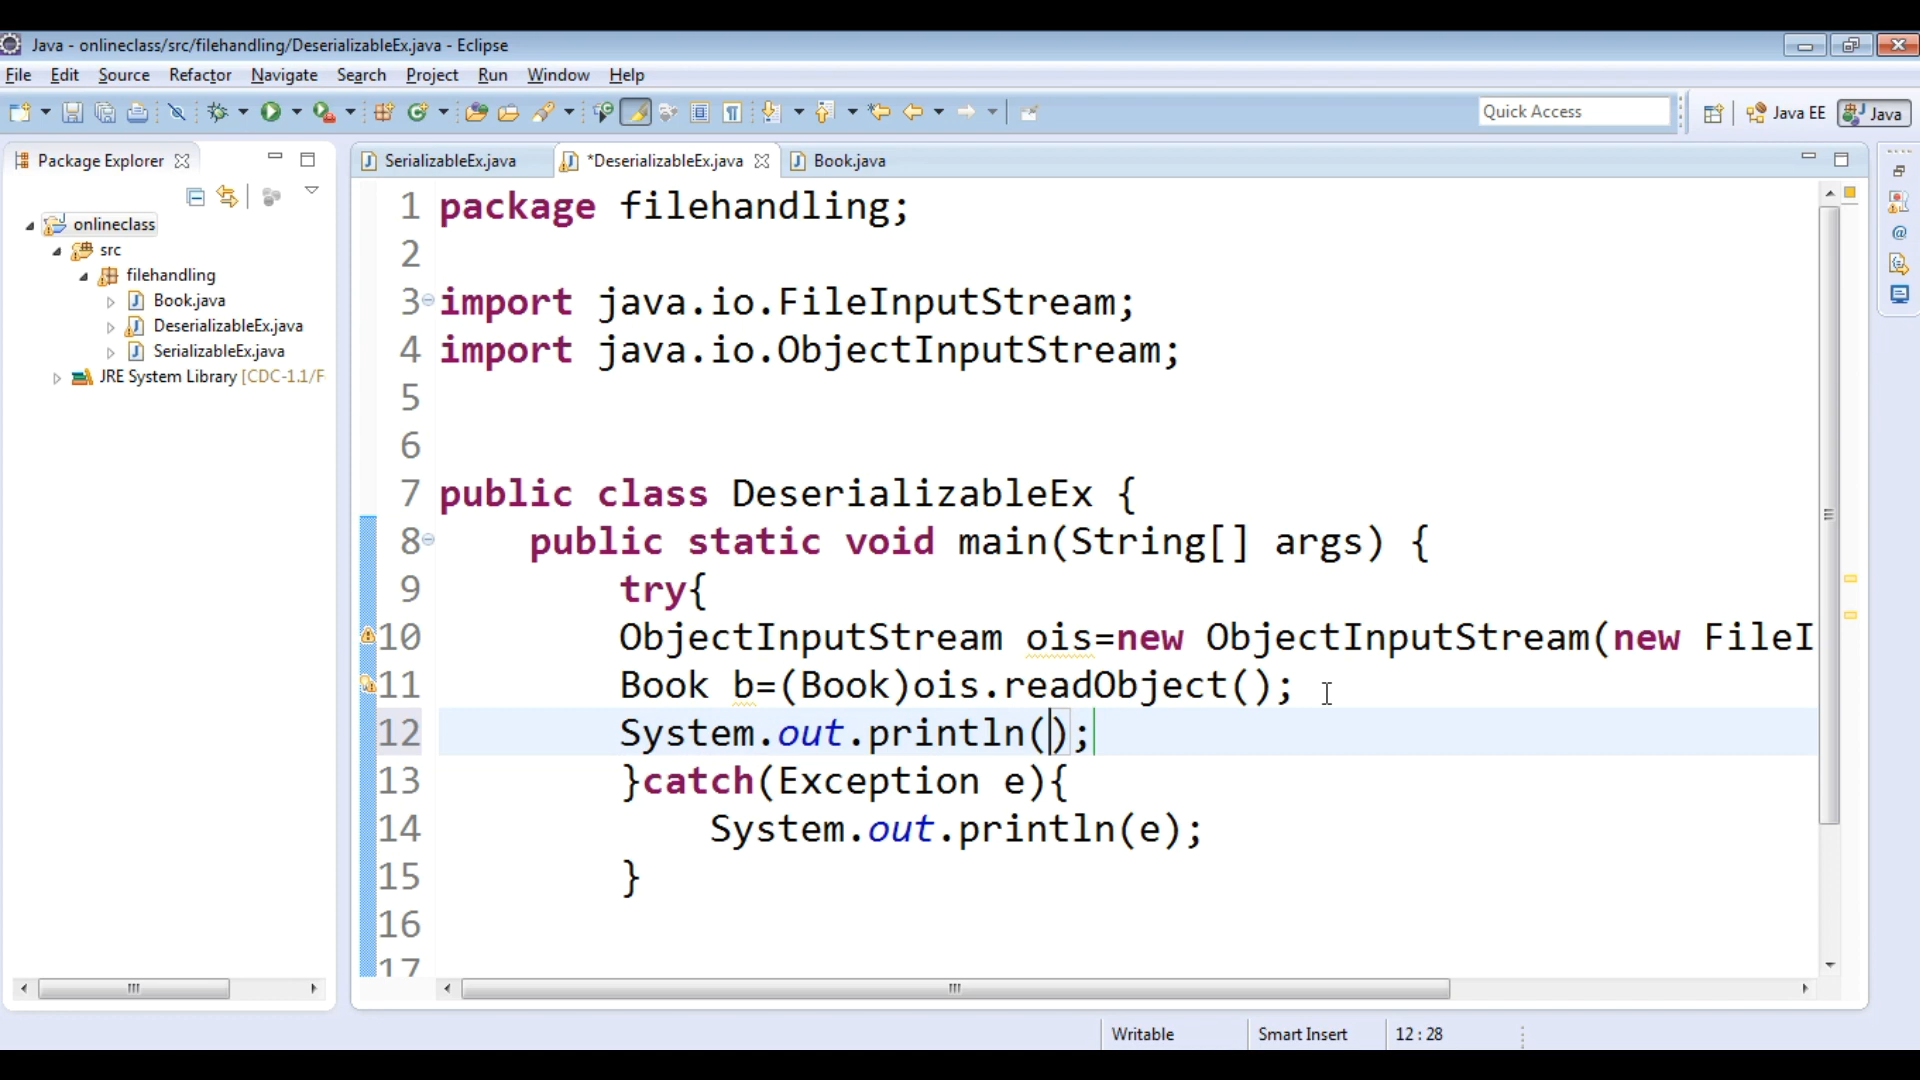 Java - onlineclass/src/filehandling/DeserializableEx.java - Eclipse
File Edit Source Refactor Navigate Search Project Run Window Help
Quick Access
Java EE
Java
Package Explorer
SerializableEx.java
*DeserializableEx.java
Book.java
onlineclass
src
filehandling
Book.java
DeserializableEx.java
SerializableEx.java
JRE System Library [CDC-1.1/F
1 package filehandling;
2
3 import java.io.FileInputStream;
4 import java.io.ObjectInputStream;
5
6
7 public class DeserializableEx {
8 public static void main(String[] args) {
9 try{
10 ObjectInputStream ois=new ObjectInputStream(new FileI
11 Book b=(Book)ois.readObject();
12 System.out.println();
13 }catch(Exception e){
14 System.out.println(e);
15 }
16
17
Writable
Smart Insert
12 : 28